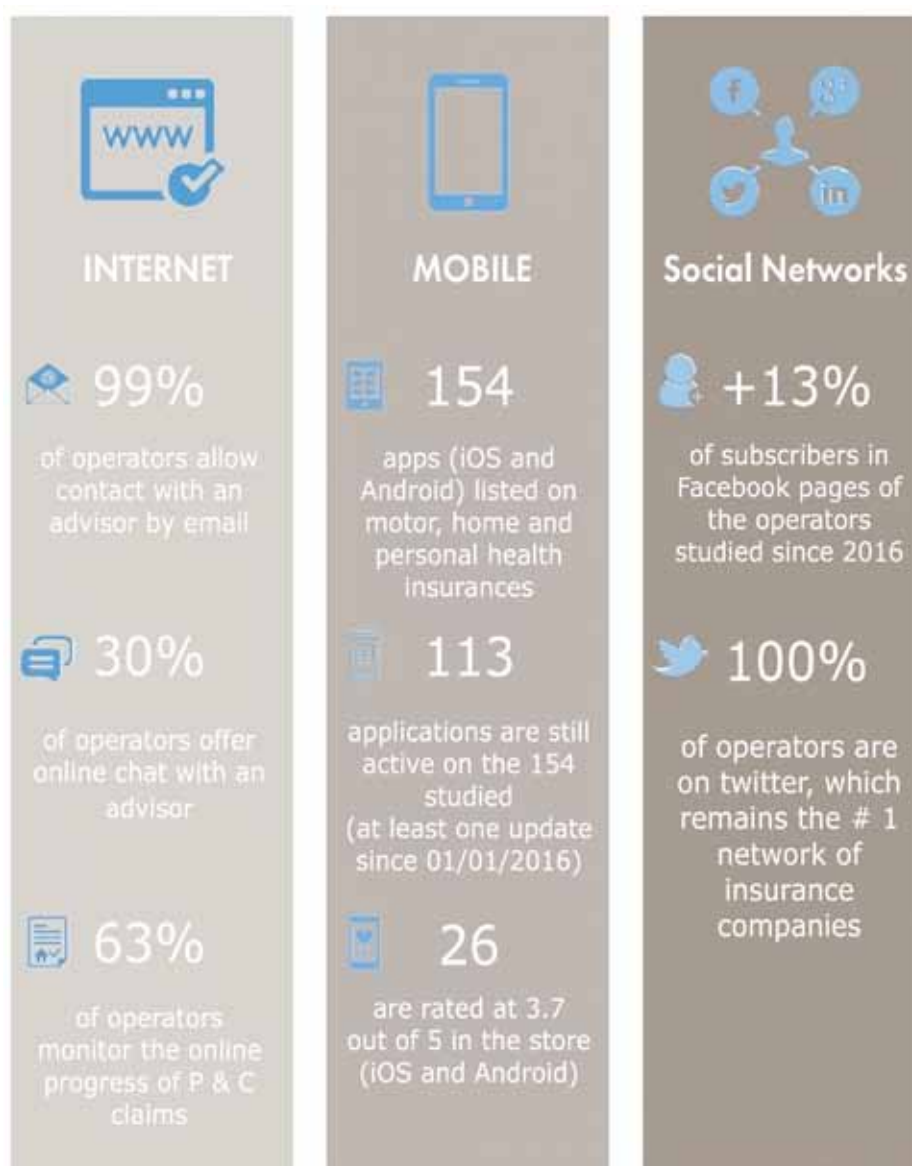 WWW
INTERNET
99%
of operators allow
contact with an
advisor by email
30%
of operators offer
online chat with an
advisor
63%
of operators
monitor the online
progress of P & C
claims
MOBILE
154
apps (iOS and
Android) listed on
motor, home and
personal health
insurances
113
applications are still
active on the 154
studied
(at least one update
since 01/01/2016)
26
are rated at 3.7
out of 5 in the store
(iOS and Android)
f
g+
in
Social Networks
+13%
of subscribers in
Facebook pages of
the operators
studied since 2016
100%
of operators are
on twitter, which
remains the # 1
network of
insurance
companies